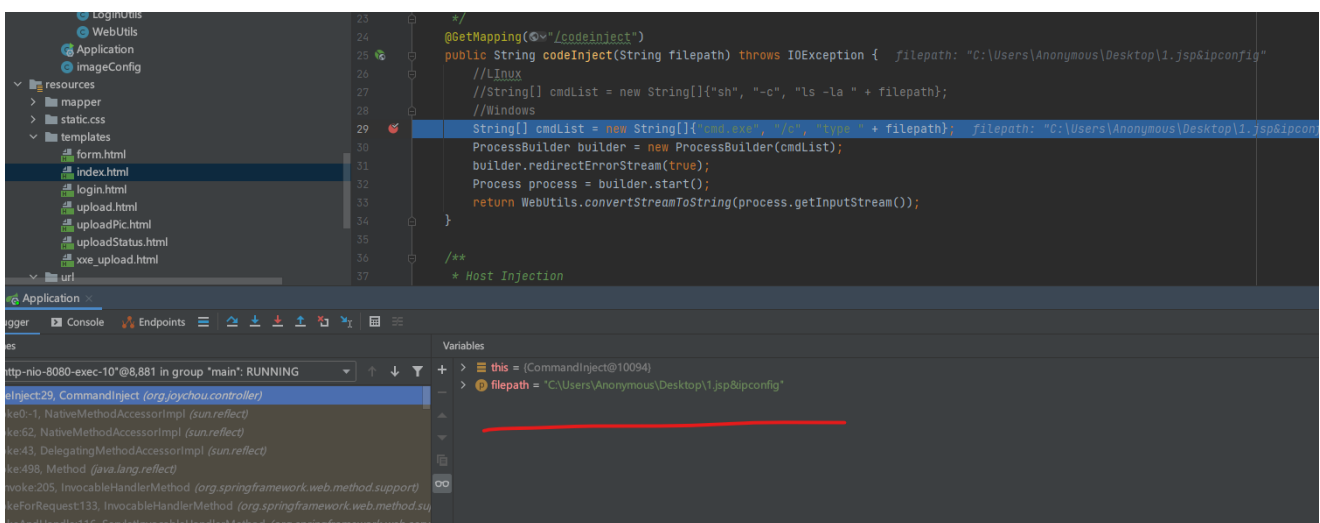 LoginUtils
WebUtils
Application
imageConfig
resources
mapper
static.css
templates
form.html
index.html
login.html
upload.html
uploadPic.html
uploadStatus.html
xxe_upload.html
url
23 */
24 @GetMapping("/codeinject")
25 public String codeInject(String filepath) throws IOException { filepath: "C:\Users\Anonymous\Desktop\1.jsp&ipconfig"
26 //LInux
27 //String[] cmdList = new String[]{"sh", "-c", "ls -la " + filepath};
28 //Windows
29 String[] cmdList = new String[]{"cmd.exe", "/c", "type " + filepath}; filepath: "C:\Users\Anonymous\Desktop\1.jsp&ipconf
30 ProcessBuilder builder = new ProcessBuilder(cmdList);
31 builder.redirectErrorStream(true);
32 Process process = builder.start();
33 return WebUtils.convertStreamToString(process.getInputStream());
34 }
35
36 /**
37 * Host Injection
Application ×
ugger Console Endpoints
es
Variables
http-nio-8080-exec-10"@8,881 in group "main": RUNNING
this = (CommandInject@10094)
filepath = "C:\Users\Anonymous\Desktop\1.jsp&ipconfig"
eInject:29, CommandInject (org.joychou.controller)
ke0:-1, NativeMethodAccessorImpl (sun.reflect)
ke:62, NativeMethodAccessorImpl (sun.reflect)
ke:43, DelegatingMethodAccessorImpl (sun.reflect)
ke:498, Method (java.lang.reflect)
nvoke:205, InvocableHandlerMethod (org.springframework.web.method.support)
keForRequest:133, InvocableHandlerMethod (org.springframework.web.method.su